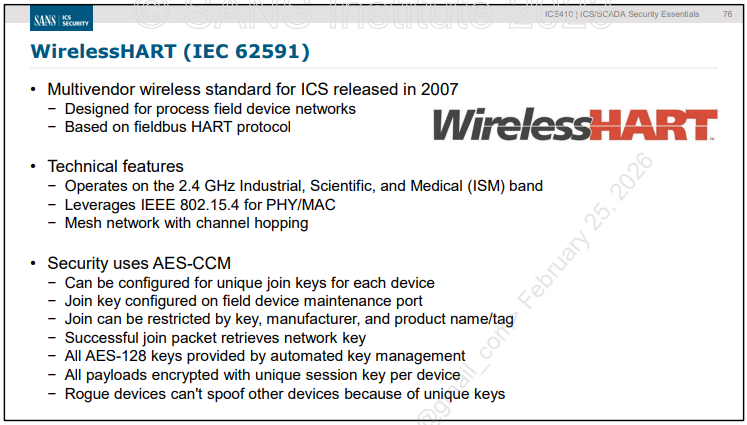 © SANS Institute 2026
SANS ICS SECURITY
ICS410 | ICS/SCADA Security Essentials 76
WirelessHART (IEC 62591)
• Multivendor wireless standard for ICS released in 2007
− Designed for process field device networks
− Based on fieldbus HART protocol
WirelessHART™
• Technical features
− Operates on the 2.4 GHz Industrial, Scientific, and Medical (ISM) band
− Leverages IEEE 802.15.4 for PHY/MAC
− Mesh network with channel hopping
• Security uses AES-CCM
− Can be configured for unique join keys for each device
− Join key configured on field device maintenance port
− Join can be restricted by key, manufacturer, and product name/tag
− Successful join packet retrieves network key
− All AES-128 keys provided by automated key management
− All payloads encrypted with unique session key per device
− Rogue devices can't spoof other devices because of unique keys
@gmail_com - February 25, 2026